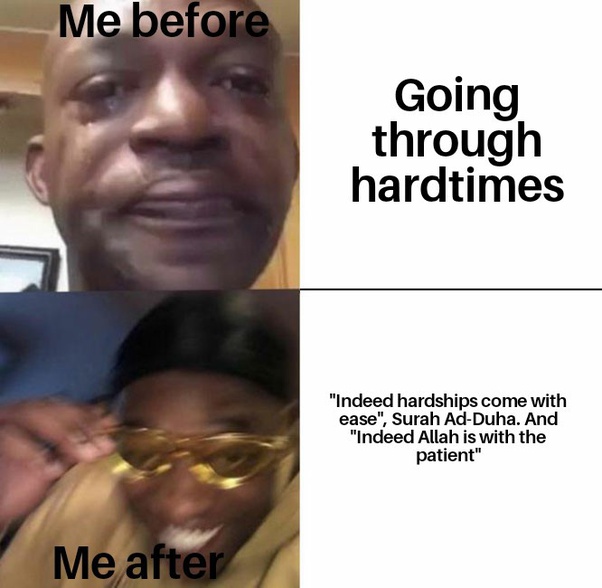 Me before
Going
through
hardtimes
"Indeed hardships come with
ease", Surah Ad-Duha. And
"Indeed Allah is with the
patient"
Me after